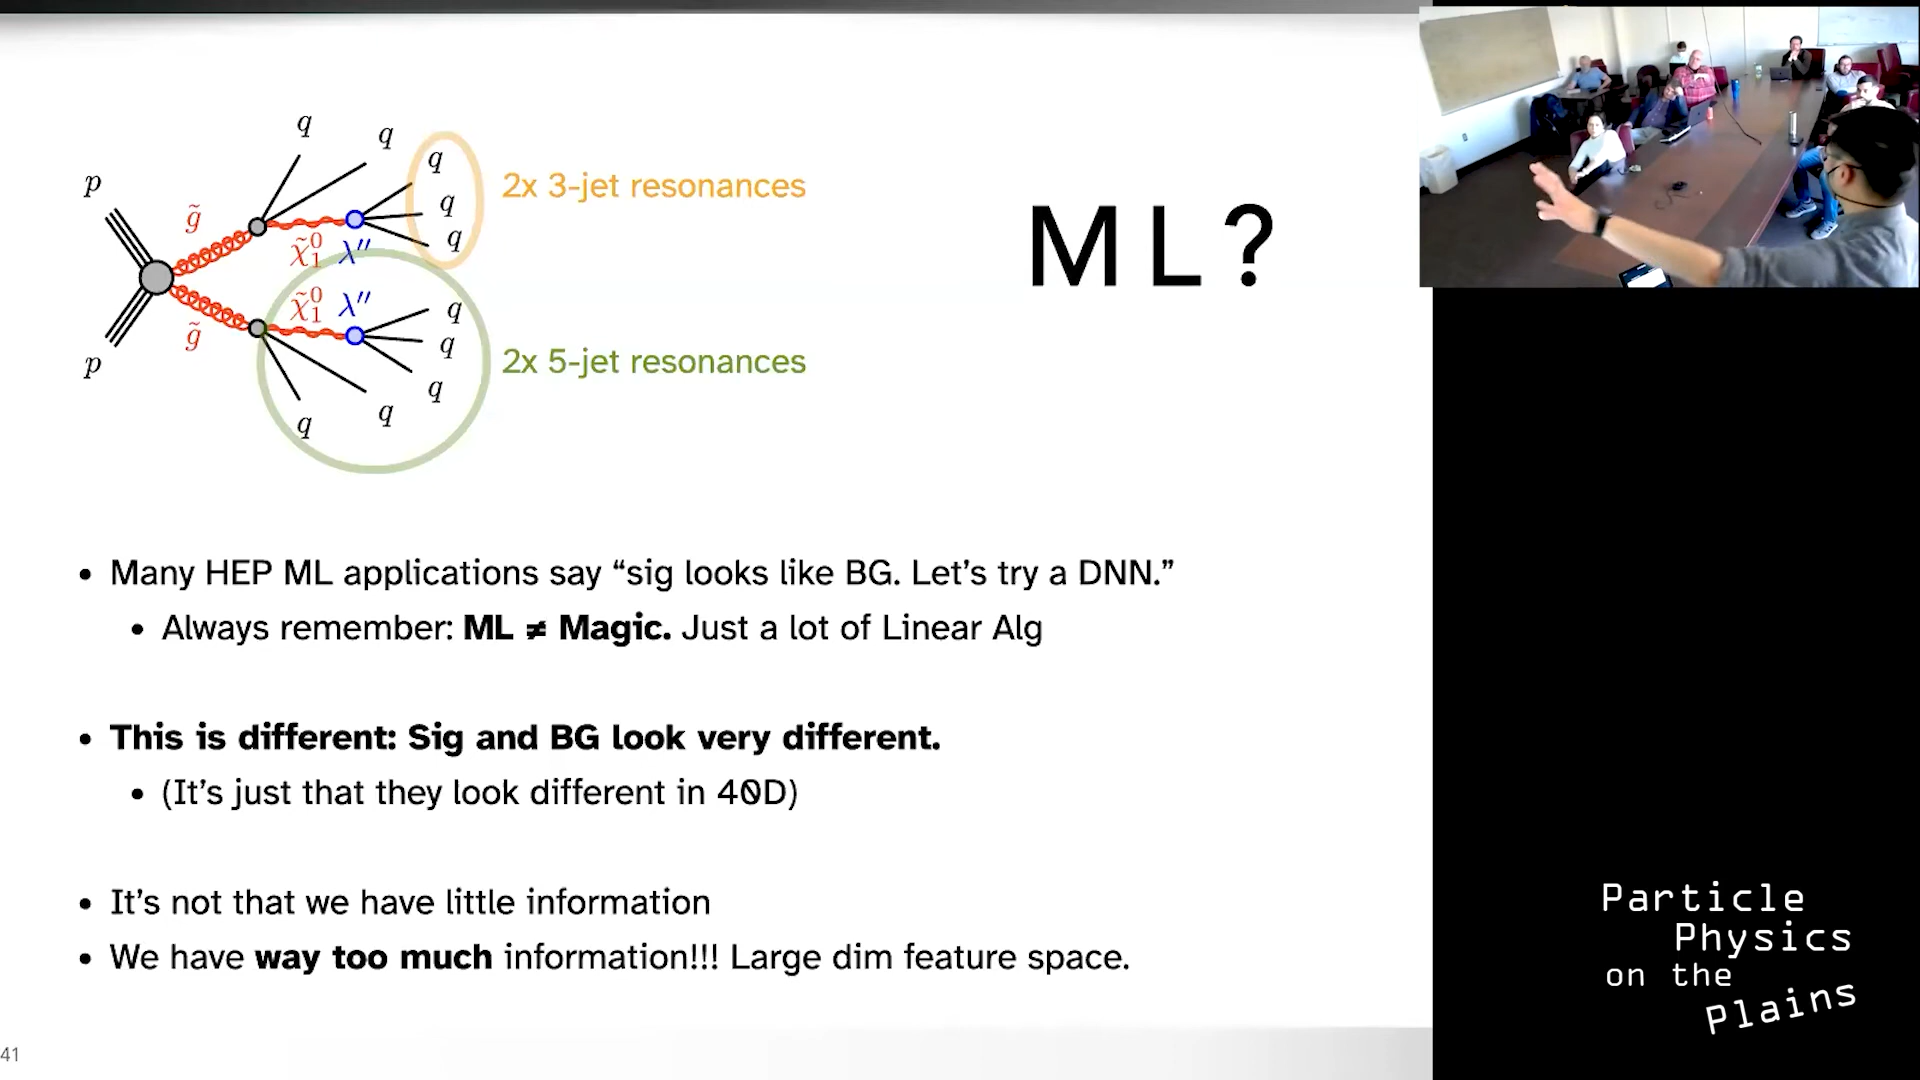 q
q
q
p
2x 3-jet resonances
g̃
q
q
χ̃⁰₁ λ′′
ML?
χ̃⁰₁ λ′′
q
g̃
q
p
2x 5-jet resonances
q
q
q
• Many HEP ML applications say “sig looks like BG. Let’s try a DNN.”
• Always remember: ML ≠ Magic. Just a lot of Linear Alg
• This is different: Sig and BG look very different.
• (It’s just that they look different in 40D)
• It’s not that we have little information
• We have way too much information!!! Large dim feature space.
41
Particle
Physics
on the
Plains